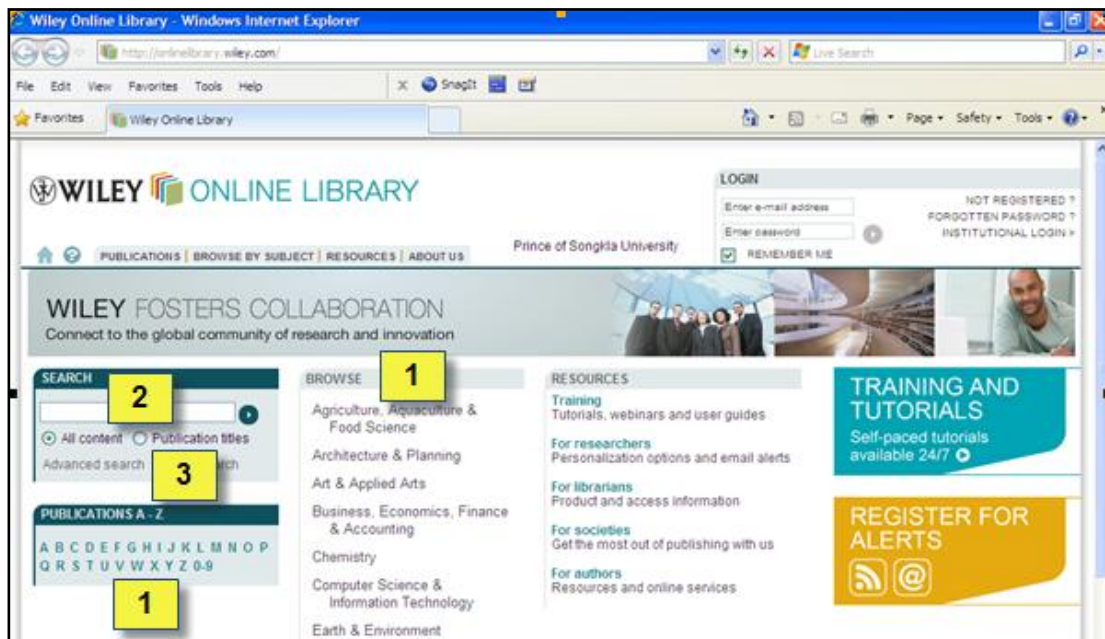 Wiley Online Library - Windows Internet Explorer
http://onlinelibrary.wiley.com/
Live Search
File Edit View Favorites Tools Help
X SnagIt
Favorites
Wiley Online Library
Page Safety Tools
WILEY ONLINE LIBRARY
LOGIN
Enter e-mail address
Enter password
REMEMBER ME
NOT REGISTERED ?
FORGOTTEN PASSWORD ?
INSTITUTIONAL LOGIN >
Prince of Songkla University
PUBLICATIONS | BROWSE BY SUBJECT | RESOURCES | ABOUT US
WILEY FOSTERS COLLABORATION
Connect to the global community of research and innovation
SEARCH
2
All content Publication titles
Advanced search
3
PUBLICATIONS A - Z
A B C D E F G H I J K L M N O P
Q R S T U V W X Y Z 0-9
1
BROWSE
1
Agriculture, Aquaculture &
Food Science
Architecture & Planning
Art & Applied Arts
Business, Economics, Finance
& Accounting
Chemistry
Computer Science &
Information Technology
Earth & Environment
RESOURCES
Training
Tutorials, webinars and user guides
For researchers
Personalization options and email alerts
For librarians
Product and access information
For societies
Get the most out of publishing with us
For authors
Resources and online services
TRAINING AND
TUTORIALS
Self-paced tutorials
available 24/7
REGISTER FOR
ALERTS